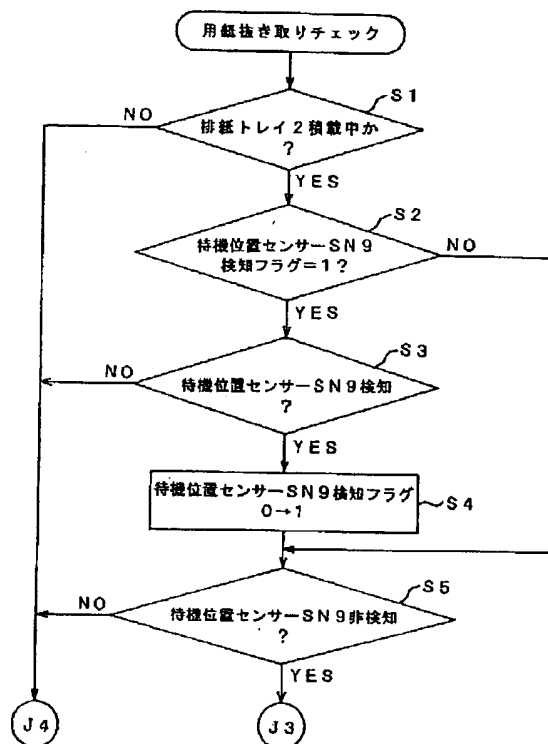 用紙抜き取りチェック
S1
NO
排紙トレイ2積載中か
?
YES
S2
待機位置センサーSN9
検知フラグ=1?
NO
YES
S3
NO
待機位置センサーSN9検知
?
YES
待機位置センサーSN9検知フラグ
0→1
S4
S5
NO
待機位置センサーSN9非検知
?
YES
J4
J3